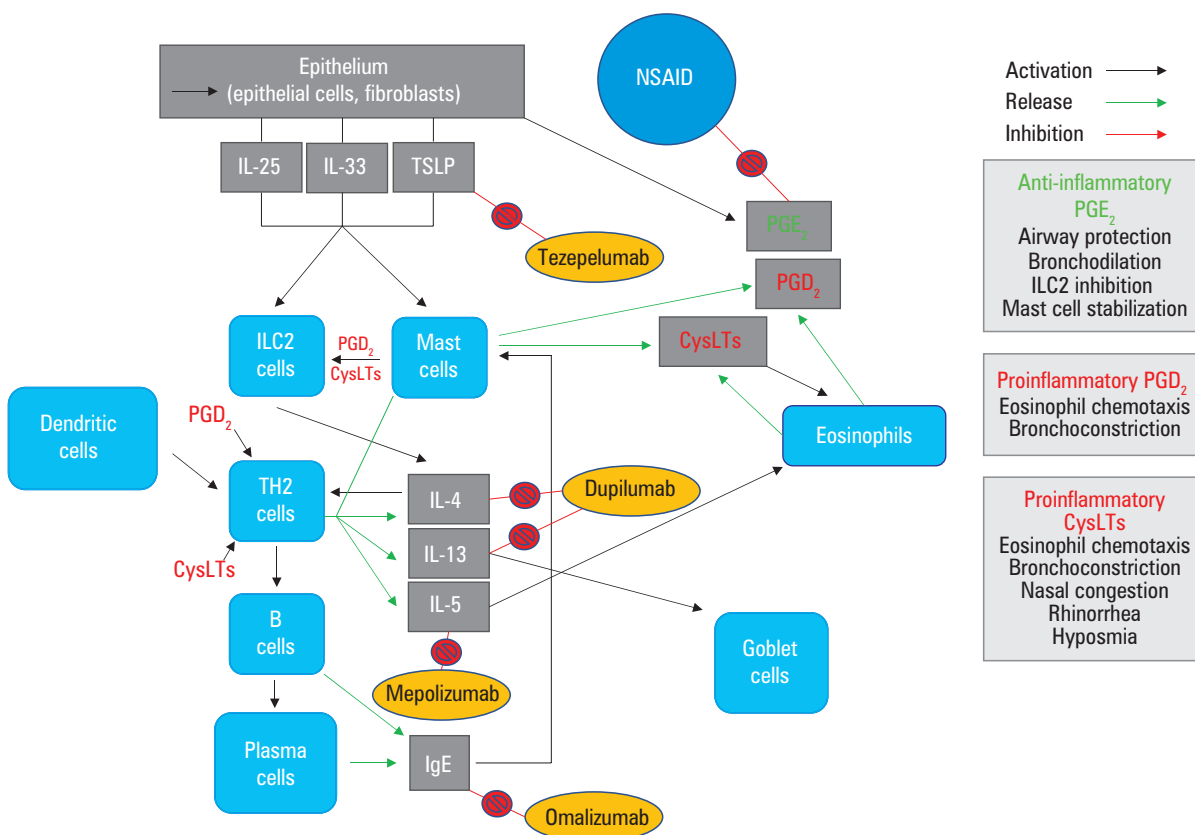 Epithelium
(epithelial cells, fibroblasts)
NSAID
Activation
Release
Inhibition
IL-25
IL-33
TSLP
PGE₂
Tezepelumab
PGD₂
Anti-inflammatory
PGE₂
Airway protection
Bronchodilation
ILC2 inhibition
Mast cell stabilization
ILC2
cells
PGD₂
CysLTs
Mast
cells
CysLTs
Proinflammatory PGD₂
Eosinophil chemotaxis
Bronchoconstriction
Dendritic
cells
PGD₂
Eosinophils
TH2
cells
CysLTs
IL-4
IL-13
IL-5
Dupilumab
Proinflammatory
CysLTs
Eosinophil chemotaxis
Bronchoconstriction
Nasal congestion
Rhinorrhea
Hyposmia
B
cells
Mepolizumab
Goblet
cells
Plasma
cells
IgE
Omalizumab